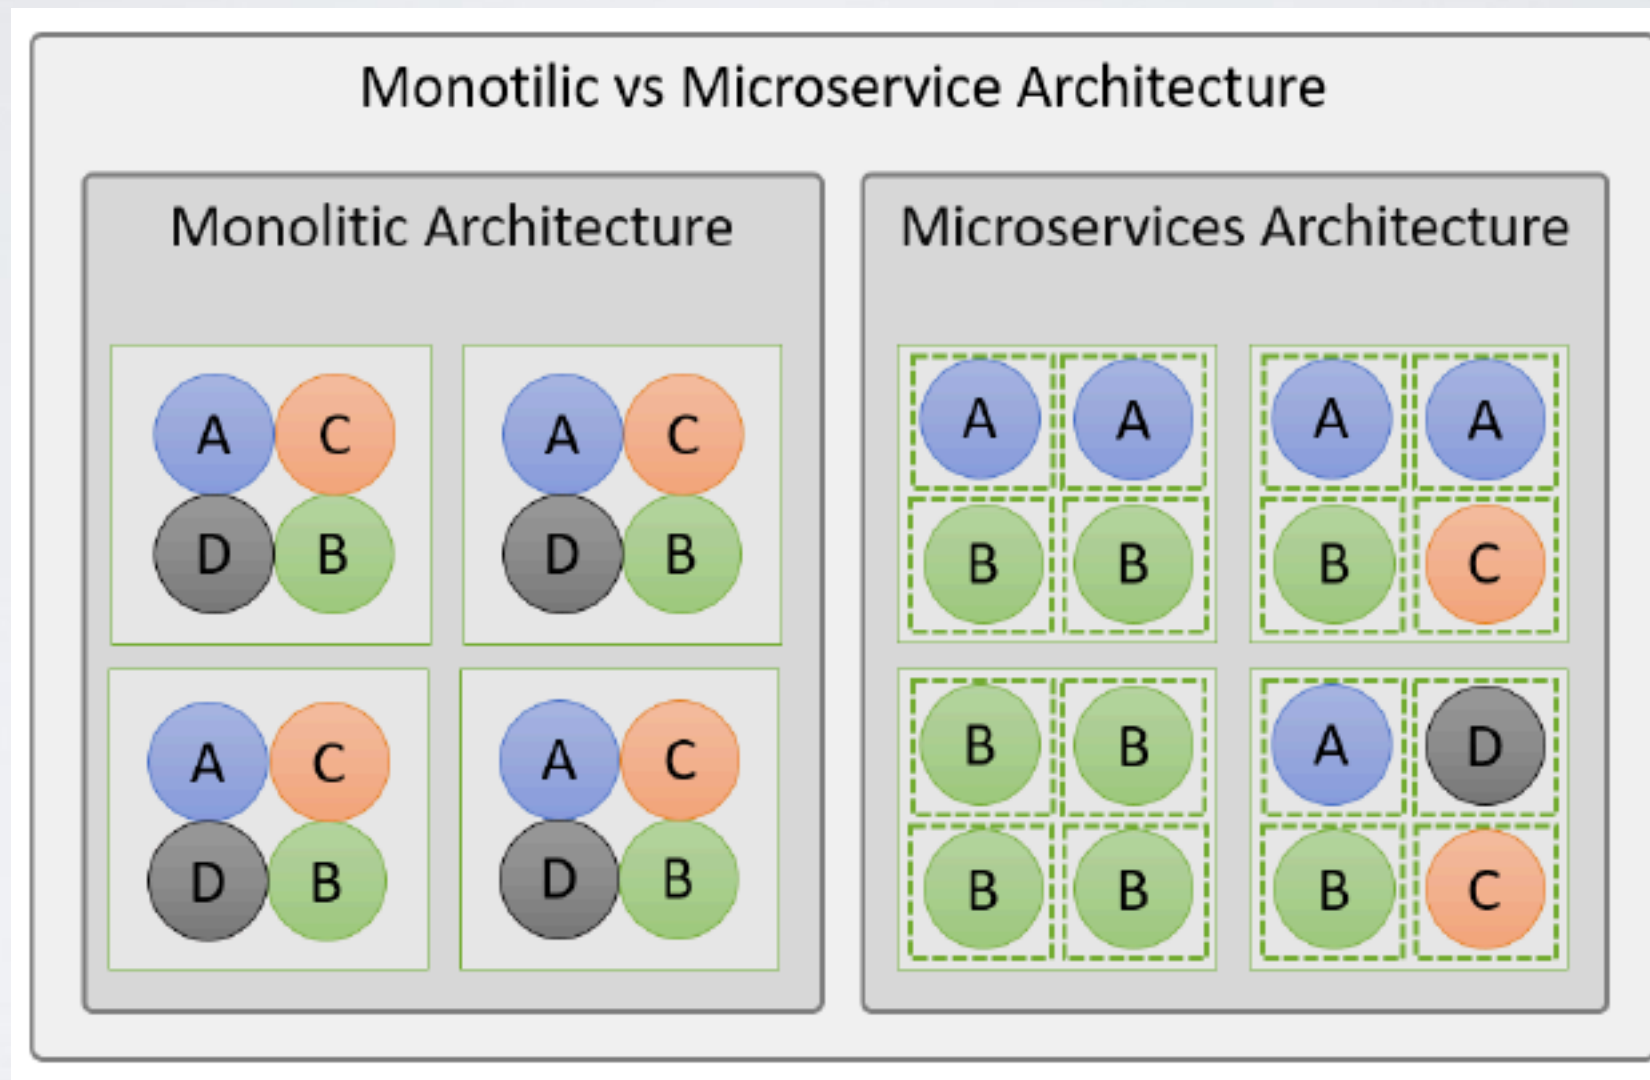 Monotilic vs Microservice Architecture
Monolitic Architecture
A C
D B
A C
D B
A C
D B
A C
D B
Microservices Architecture
A A
B B
A A
B C
B B
B B
A D
B C